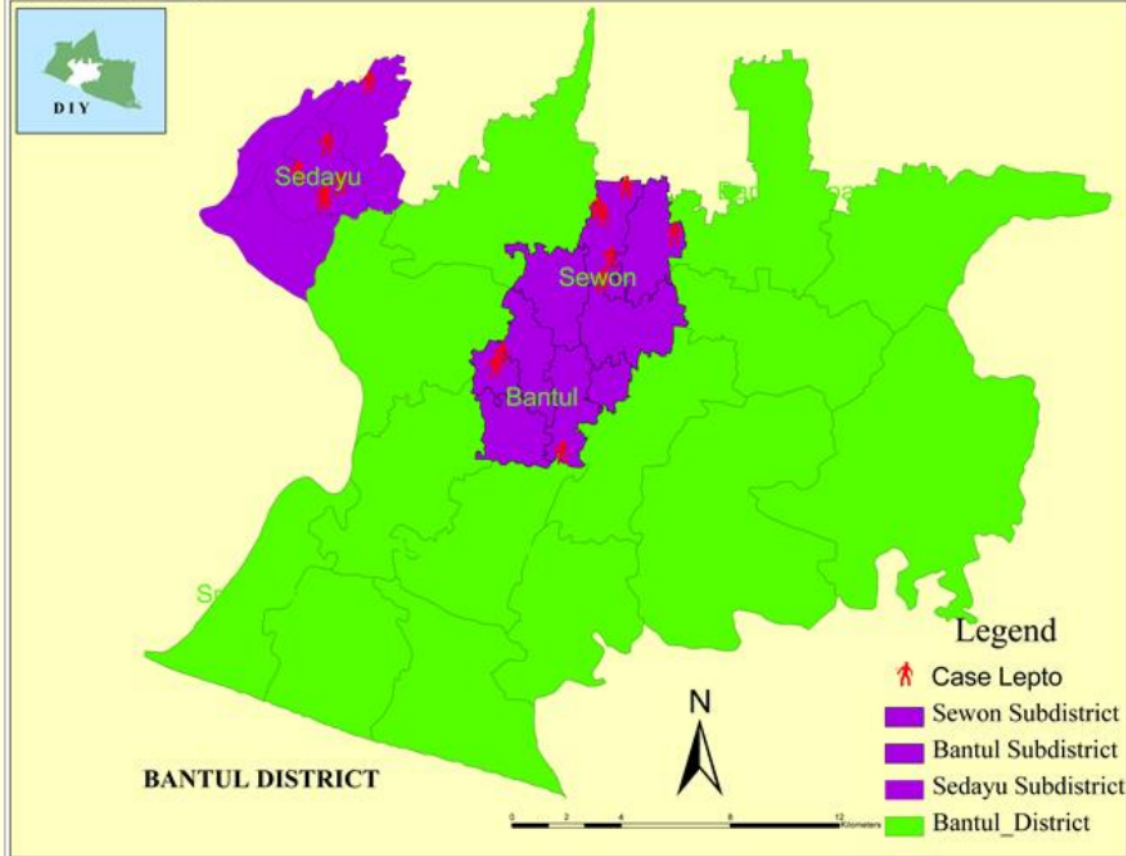 DIY
Sedayu
Sewon
Bantul
Legend
Case Lepto
Sewon Subdistrict
Bantul Subdistrict
Sedayu Subdistrict
Bantul_District
N
BANTUL DISTRICT
0 2 4 8 12
Kilometers